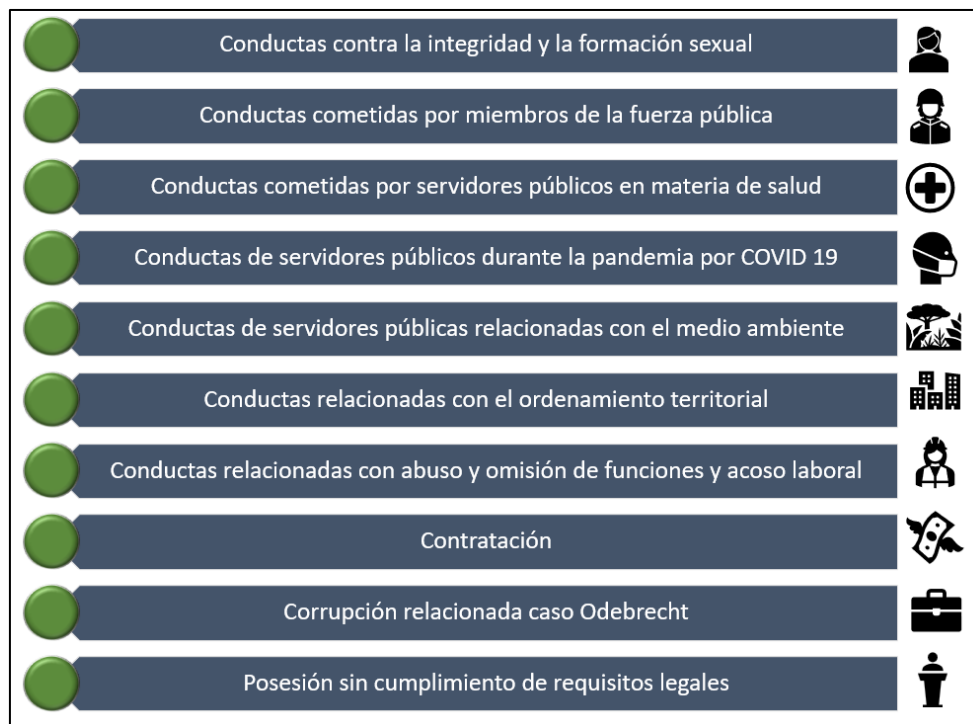 Conductas contra la integridad y la formación sexual
Conductas cometidas por miembros de la fuerza pública
Conductas cometidas por servidores públicos en materia de salud
Conductas de servidores públicos durante la pandemia por COVID 19
Conductas de servidores públicas relacionadas con el medio ambiente
Conductas relacionadas con el ordenamiento territorial
Conductas relacionadas con abuso y omisión de funciones y acoso laboral
Contratación
Corrupción relacionada caso Odebrecht
Posesión sin cumplimiento de requisitos legales